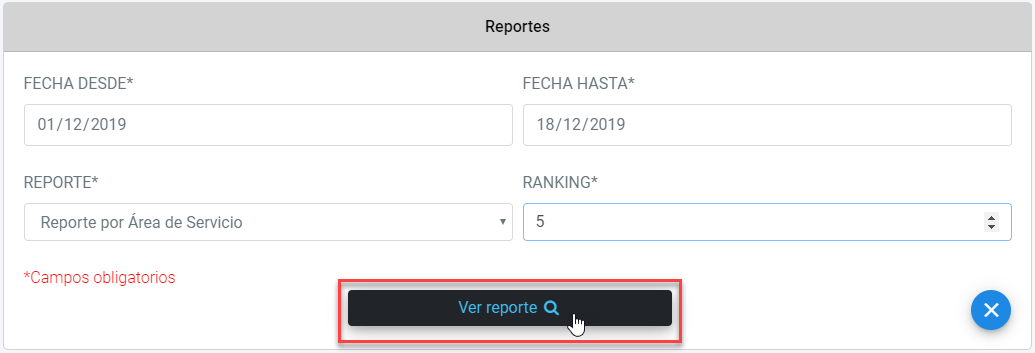 Reportes
FECHA DESDE*
FECHA HASTA*
01/12/2019
18/12/2019
REPORTE*
RANKING*
Reporte por Área de Servicio
5
*Campos obligatorios
Ver reporte